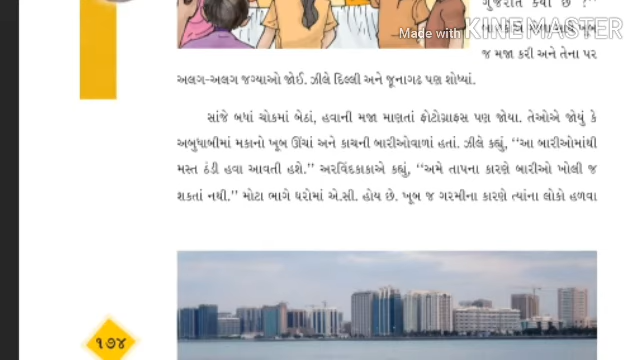 ગુજરાત ક્યાં છે ?''
Made with KINEMASTER
જ મજા કરી અને તેના પર
અલગ-અલગ જગ્યાઓ જોઈ. ઝીલે દિલ્લી અને જૂનાગઢ પણ શોધ્યાં.
સાંજે બધાં ચોકમાં બેઠાં, હવાની મજા માણતાં ફોટોગ્રાફ્સ પણ જોયા. તેઓએ જોયું કે
અબુધાબીમાં મકાનો ખૂબ ઊંચાં અને કાચની બારીઓવાળાં હતાં. ઝીલે કહ્યું, ''આ બારીઓમાંથી
મસ્ત ઠંડી હવા આવતી હશે.'' અરવિંદકાકાએ કહ્યું, ''અમે તાપના કારણે બારીઓ ખોલી જ
શકતાં નથી.'' મોટા ભાગે ઘરોમાં એ.સી. હોય છે. ખૂબ જ ગરમીના કારણે ત્યાંના લોકો હળવા
૧૭૪